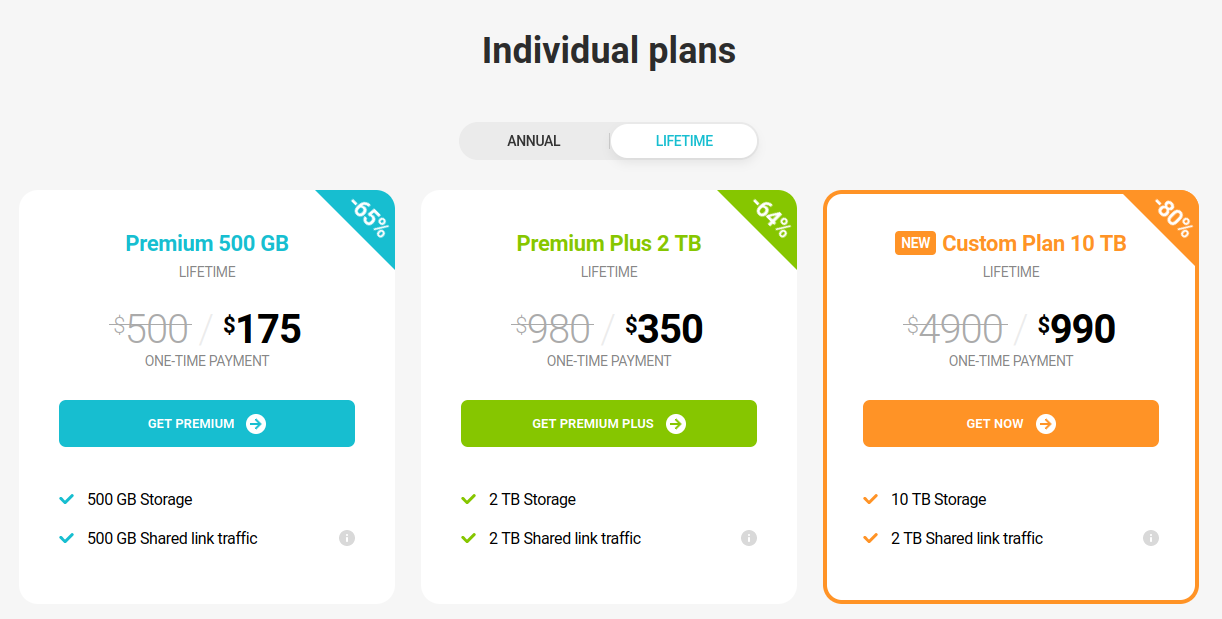 Individual plans
ANNUAL
LIFETIME
-65%
Premium 500 GB
LIFETIME
$500 / $175
ONE-TIME PAYMENT
GET PREMIUM
500 GB Storage
500 GB Shared link traffic
-64%
Premium Plus 2 TB
LIFETIME
$980 / $350
ONE-TIME PAYMENT
GET PREMIUM PLUS
2 TB Storage
2 TB Shared link traffic
-80%
NEW Custom Plan 10 TB
LIFETIME
$4900 / $990
ONE-TIME PAYMENT
GET NOW
10 TB Storage
2 TB Shared link traffic